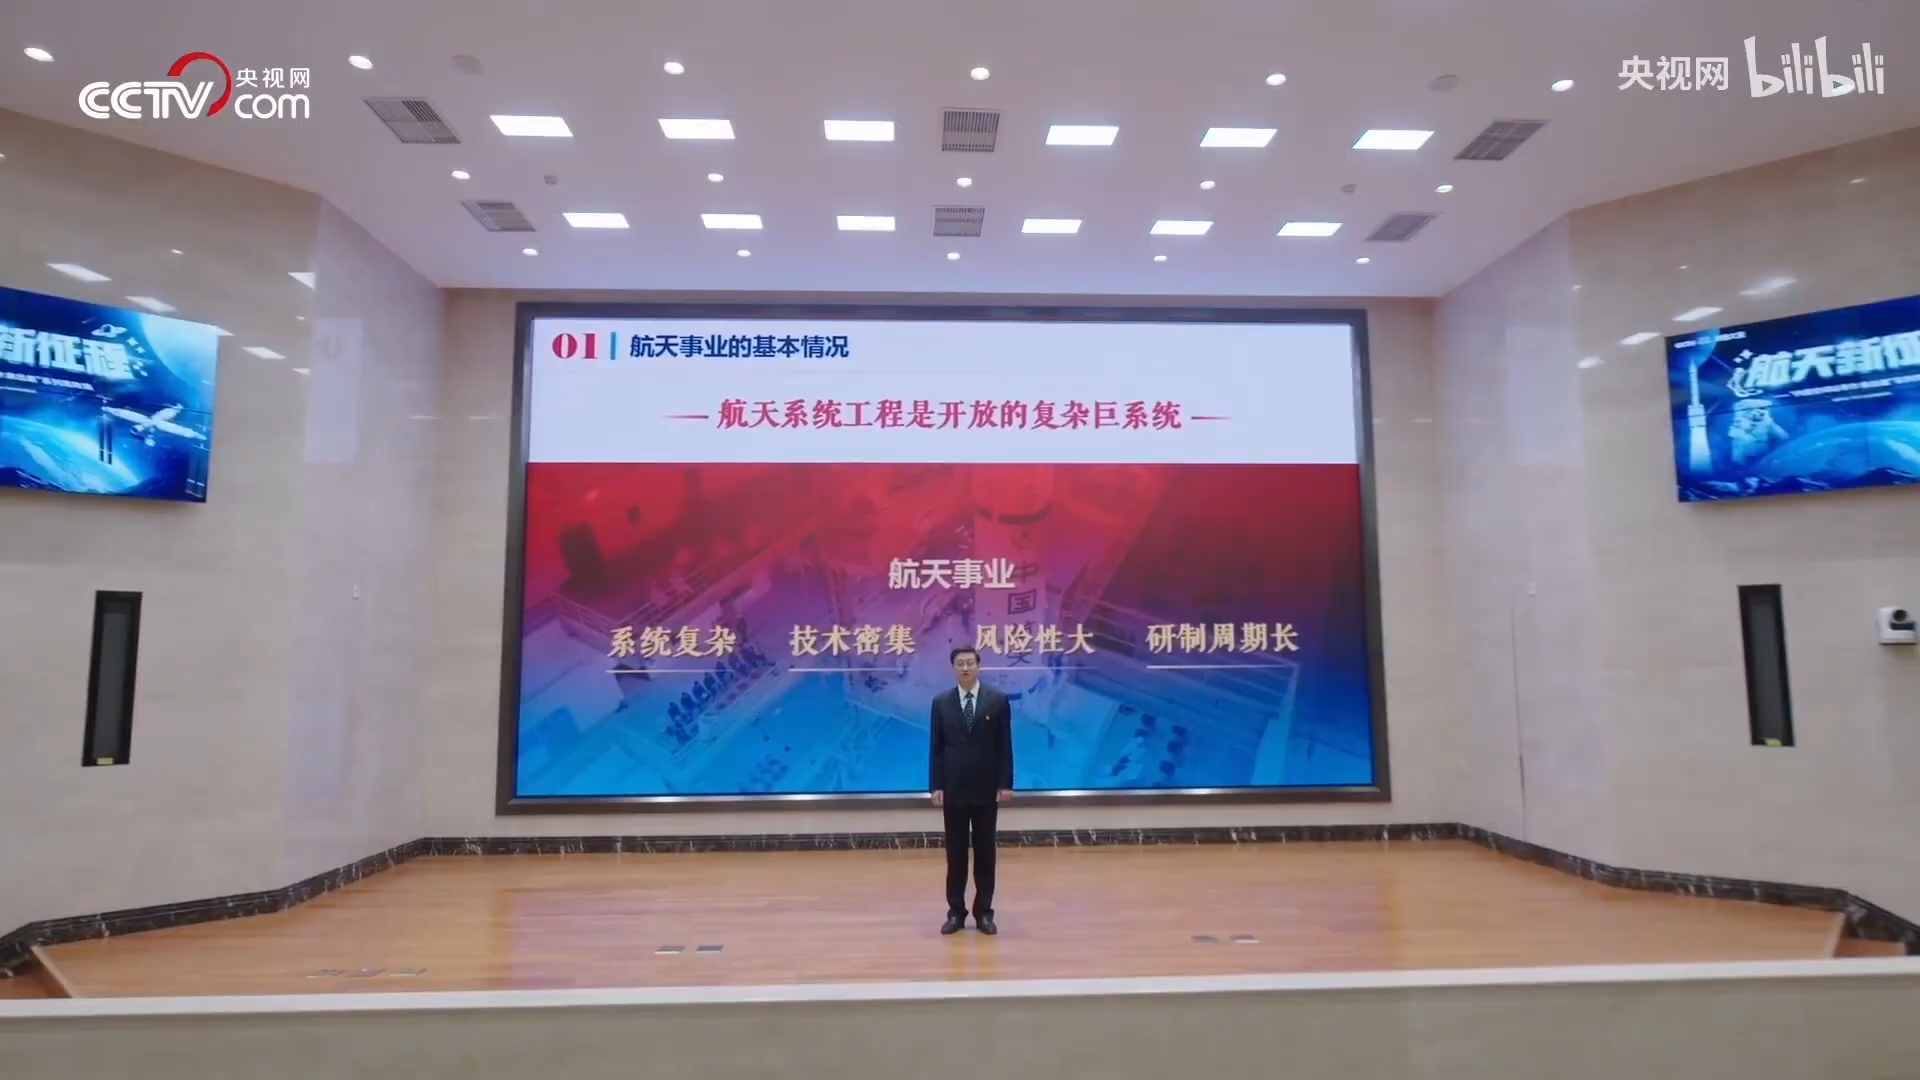 CCTV.com 央视网
央视网 bilibili
01 航天事业的基本情况
航天系统工程是开放的复杂巨系统
航天事业
系统复杂 技术密集 风险性大 研制周期长
中国
新征程
航天新征